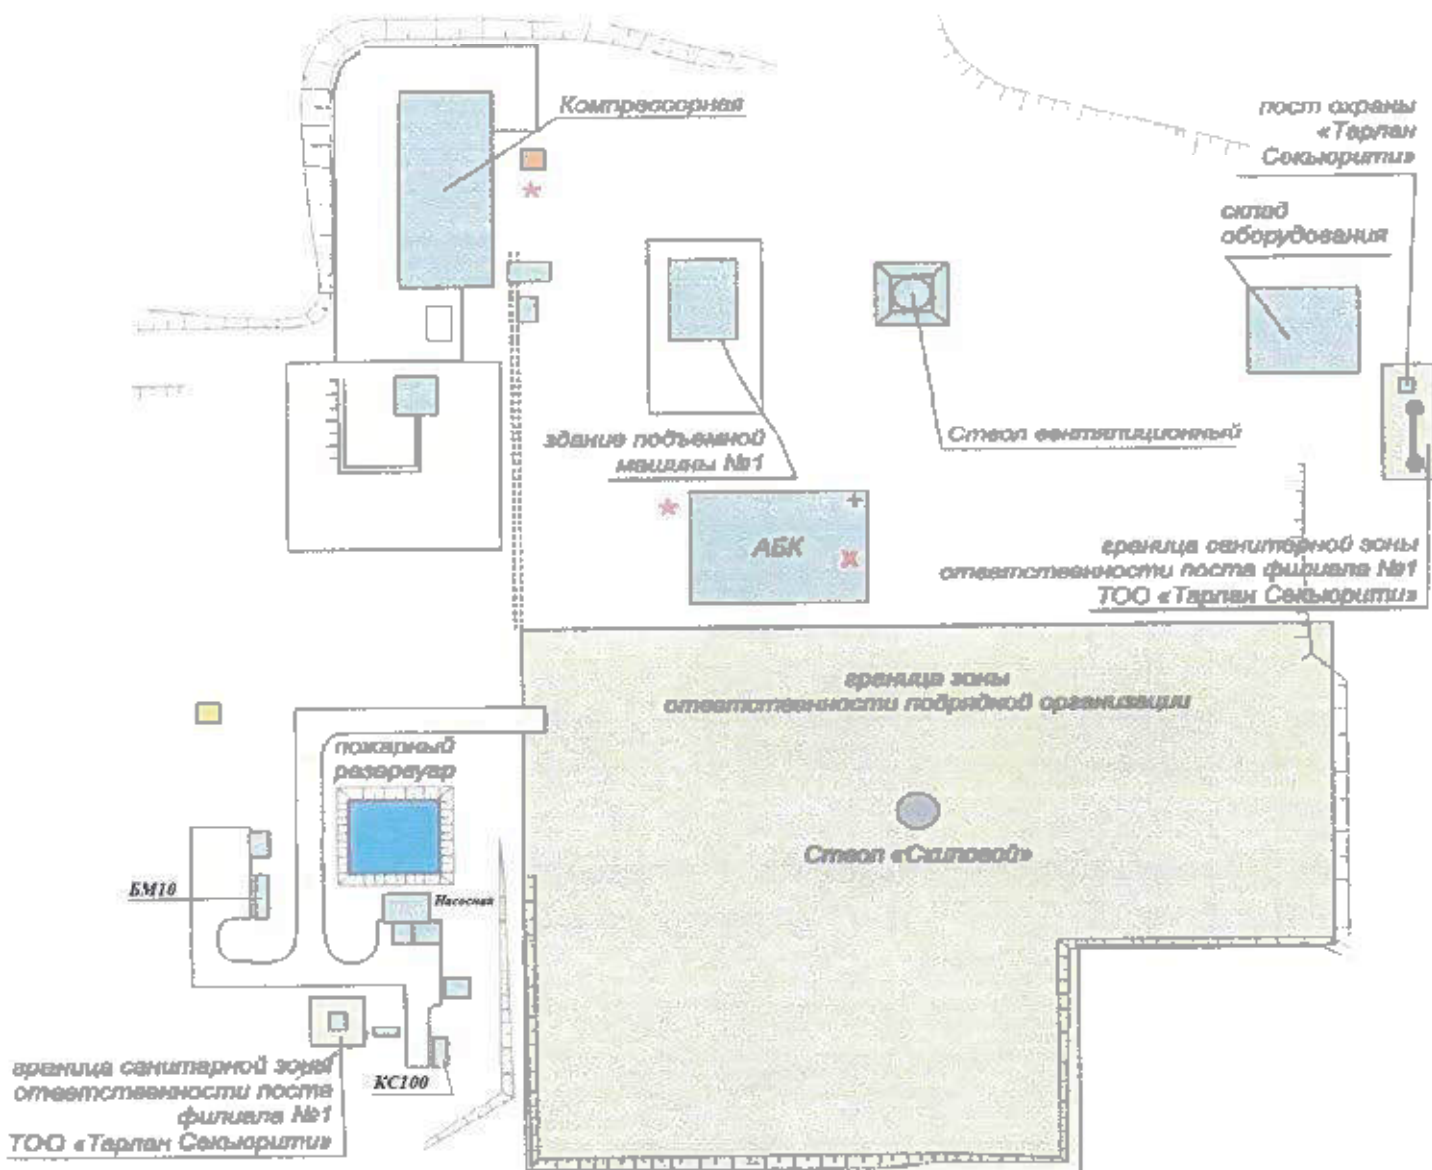 Компрессорная
пост охраны
«Тарлан
Секьюрити»
склад
оборудования
здание подъемной
машины №1
Ствол вентиляционный
АБК
граница санитарной зоны
ответственности поста филиала №1
ТОО «Тарлан Секьюрити»
граница зоны
ответственности подрядной организации
пожарный
резервуар
Ствол «Скиповой»
БМ10
Насосная
КС100
граница санитарной зоны
ответственности поста
филиала №1
ТОО «Тарлан Секьюрити»